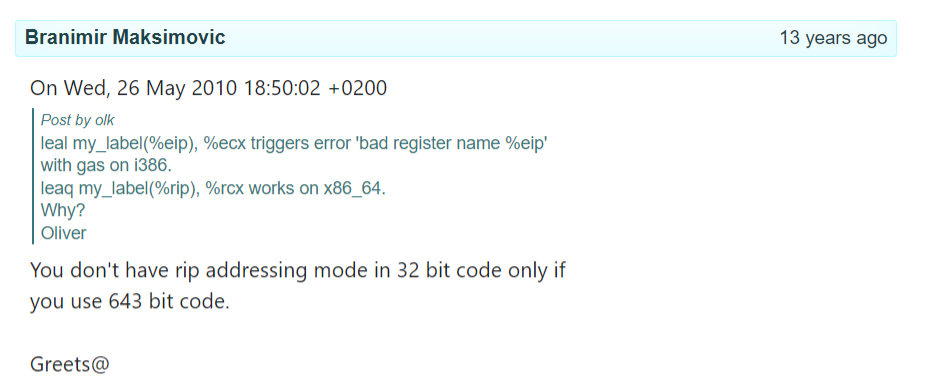 Branimir Maksimovic 13 years ago
On Wed, 26 May 2010 18:50:02 +0200
Post by olk
leal my_label(%eip), %ecx triggers error 'bad register name %eip'
with gas on i386.
leaq my_label(%rip), %rcx works on x86_64.
Why?
Oliver
You don't have rip addressing mode in 32 bit code only if
you use 643 bit code.
Greets@